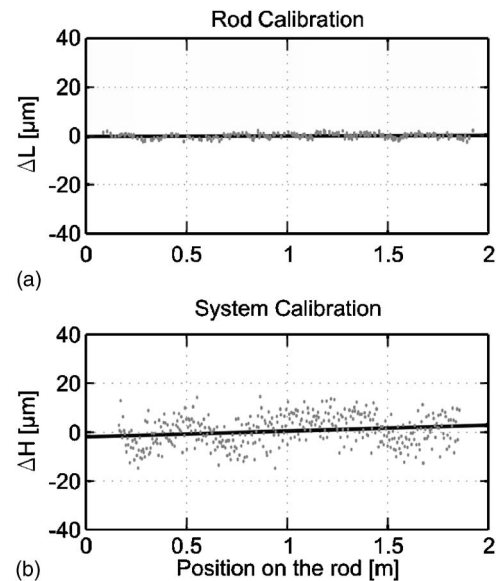 Rod Calibration
40
20
0
-20
-40
ΔL [µm]
0 0.5 1 1.5 2
(a)
System Calibration
40
20
0
-20
-40
ΔH [µm]
0 0.5 1 1.5 2
Position on the rod [m]
(b)